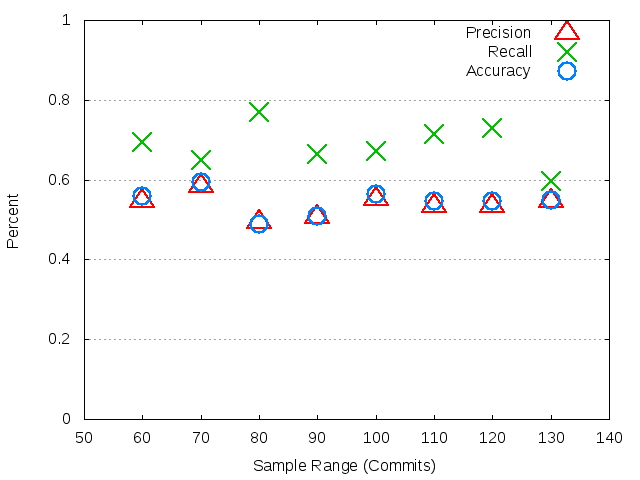 1
0.8
0.6
0.4
0.2
0
50 60 70 80 90 100 110 120 130 140
Percent
Sample Range (Commits)
Precision
Recall
Accuracy